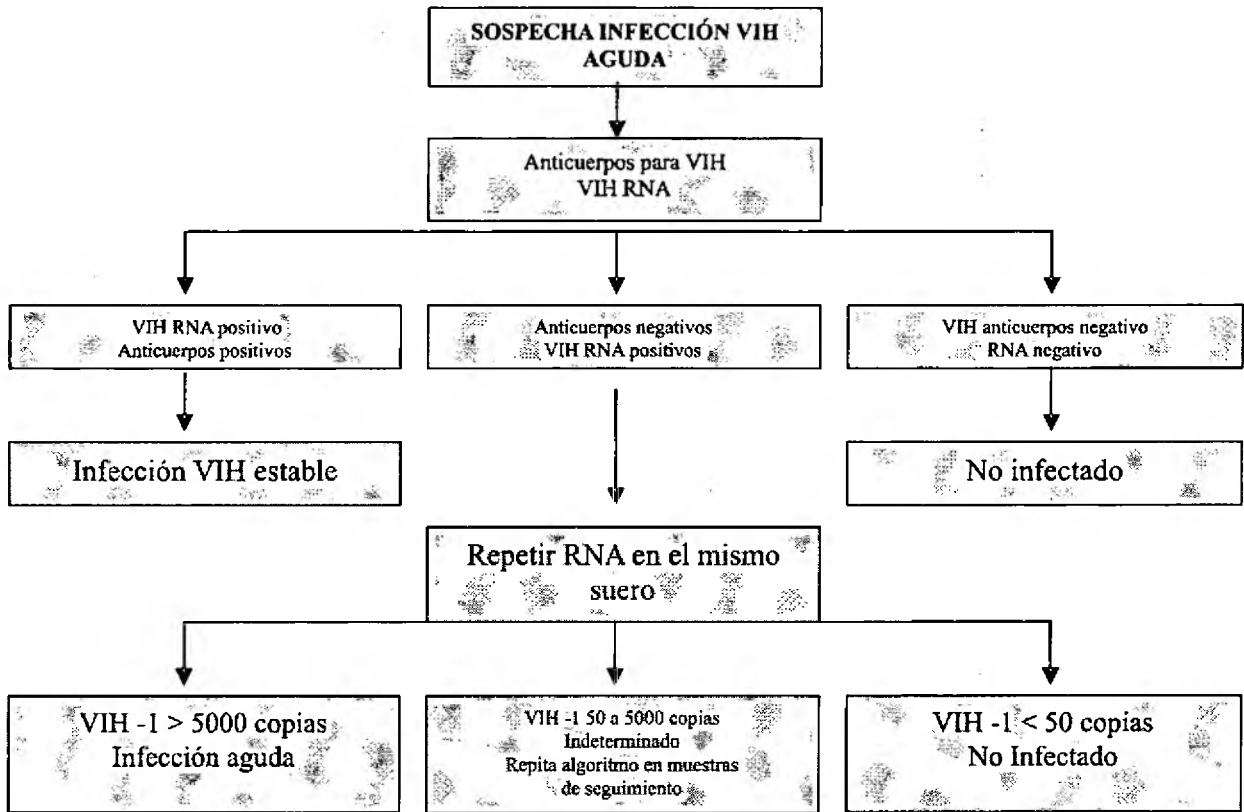 SOSPECHA INFECCIÓN VIH
AGUDA
Anticuerpos para VIH
VIH RNA
VIH RNA positivo
Anticuerpos positivos
Anticuerpos negativos
VIH RNA positivos
VIH anticuerpos negativo
RNA negativo
Infección VIH estable
No infectado
Repetir RNA en el mismo
suero
VIH -1 > 5000 copias
Infección aguda
VIH -1 50 a 5000 copias
Indeterminado
Repita algoritmo en muestras
de seguimiento
VIH -1 < 50 copias
No Infectado